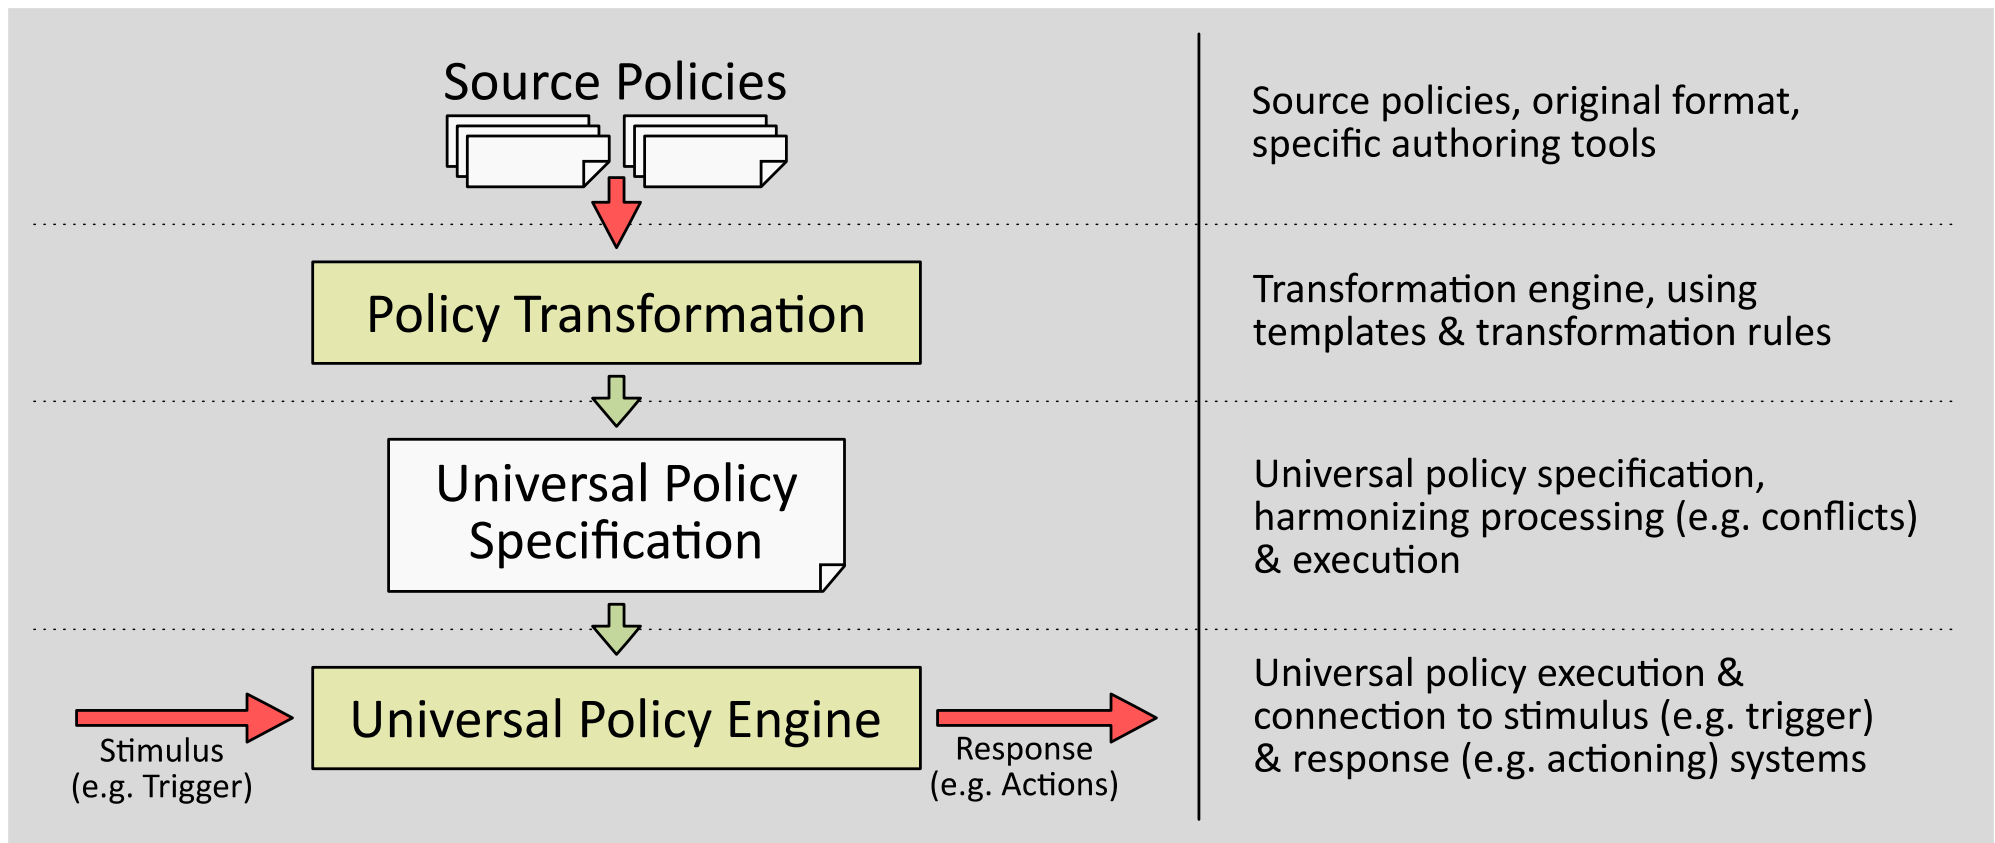 Source Policies
Source policies, original format,
specific authoring tools
Policy Transformation
Transformation engine, using
templates & transformation rules
Universal Policy
Specification
Universal policy specification,
harmonizing processing (e.g. conflicts)
& execution
Stimulus
(e.g. Trigger)
Universal Policy Engine
Response
(e.g. Actions)
Universal policy execution &
connection to stimulus (e.g. trigger)
& response (e.g. actioning) systems